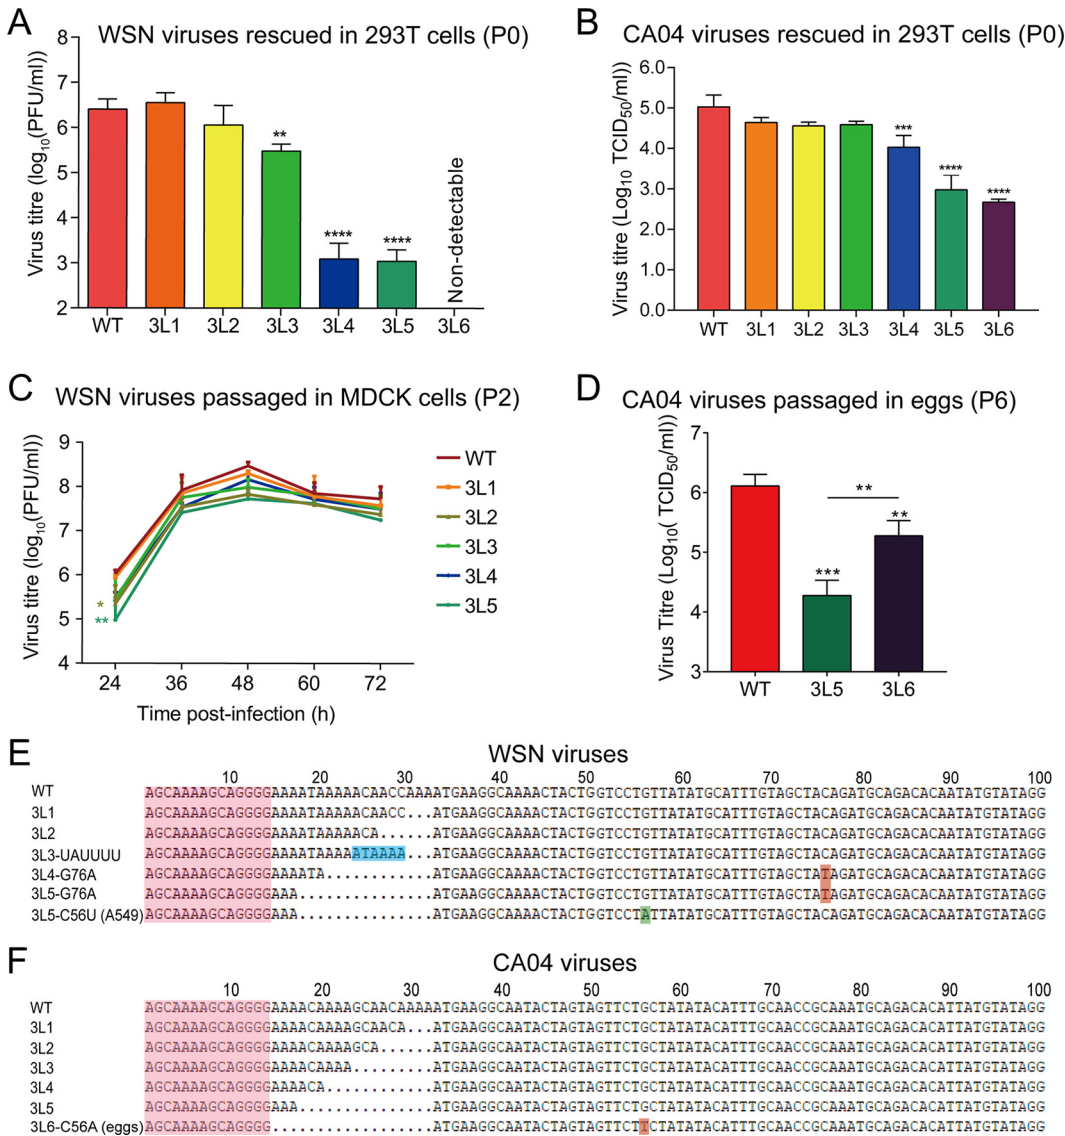 A WSN viruses rescued in 293T cells (P0)
Virus titre (log10(PFU/ml))
8
7
6
5
4
3
2
**
****
****
Non-detectable
WT 3L1 3L2 3L3 3L4 3L5 3L6
B CA04 viruses rescued in 293T cells (P0)
Virus titre (Log10 TCID50/ml))
6.0
5.0
4.0
3.0
2.0
1.0
0.0
***
****
****
WT 3L1 3L2 3L3 3L4 3L5 3L6
C WSN viruses passaged in MDCK cells (P2)
Virus titre (log10(PFU/ml))
9
8
7
6
5
4
*
**
24 36 48 60 72
Time post-infection (h)
WT
3L1
3L2
3L3
3L4
3L5
D CA04 viruses passaged in eggs (P6)
Virus Titre (Log10( TCID50/ml))
7
6
5
4
3
**
***
**
WT 3L5 3L6
E WSN viruses
10 20 30 40 50 60 70 80 90 100
WT AGCAAAAGCAGGGGAAAATAAAAACAACCAAAATGAAGGCAAAACTACTGGTCCTGTTATATGCATTTGTAGCTACAGATGCAGACACAATATGTATAGG
3L1 AGCAAAAGCAGGGGAAAATAAAAACAACC...ATGAAGGCAAAACTACTGGTCCTGTTATATGCATTTGTAGCTACAGATGCAGACACAATATGTATAGG
3L2 AGCAAAAGCAGGGGAAAATAAAAACA......ATGAAGGCAAAACTACTGGTCCTGTTATATGCATTTGTAGCTACAGATGCAGACACAATATGTATAGG
3L3-UAUUUU AGCAAAAGCAGGGGAAAATAAAAATAAAA...ATGAAGGCAAAACTACTGGTCCTGTTATATGCATTTGTAGCTACAGATGCAGACACAATATGTATAGG
3L4-G76A AGCAAAAGCAGGGGAAAATA............ATGAAGGCAAAACTACTGGTCCTGTTATATGCATTTGTAGCTATAGATGCAGACACAATATGTATAGG
3L5-G76A AGCAAAAGCAGGGGAAA...............ATGAAGGCAAAACTACTGGTCCTGTTATATGCATTTGTAGCTATAGATGCAGACACAATATGTATAGG
3L5-C56U (A549) AGCAAAAGCAGGGGAAA...............ATGAAGGCAAAACTACTGGTCCTATTATATGCATTTGTAGCTACAGATGCAGACACAATATGTATAGG
F CA04 viruses
10 20 30 40 50 60 70 80 90 100
WT AGCAAAAGCAGGGGAAAACAAAAGCAACAAAAATGAAGGCAATACTAGTAGTTCTGCTATATACATTTGCAACCGCAAATGCAGACACATTATGTATAGG
3L1 AGCAAAAGCAGGGGAAAACAAAAGCAACA...ATGAAGGCAATACTAGTAGTTCTGCTATATACATTTGCAACCGCAAATGCAGACACATTATGTATAGG
3L2 AGCAAAAGCAGGGGAAAACAAAAGCA......ATGAAGGCAATACTAGTAGTTCTGCTATATACATTTGCAACCGCAAATGCAGACACATTATGTATAGG
3L3 AGCAAAAGCAGGGGAAAACAAAA.........ATGAAGGCAATACTAGTAGTTCTGCTATATACATTTGCAACCGCAAATGCAGACACATTATGTATAGG
3L4 AGCAAAAGCAGGGGAAAACA............ATGAAGGCAATACTAGTAGTTCTGCTATATACATTTGCAACCGCAAATGCAGACACATTATGTATAGG
3L5 AGCAAAAGCAGGGGAAA...............ATGAAGGCAATACTAGTAGTTCTGCTATATACATTTGCAACCGCAAATGCAGACACATTATGTATAGG
3L6-C56A (eggs) AGCAAAAGCAGGGG..................ATGAAGGCAATACTAGTAGTTCTTCTATATACATTTGCAACCGCAAATGCAGACACATTATGTATAGG